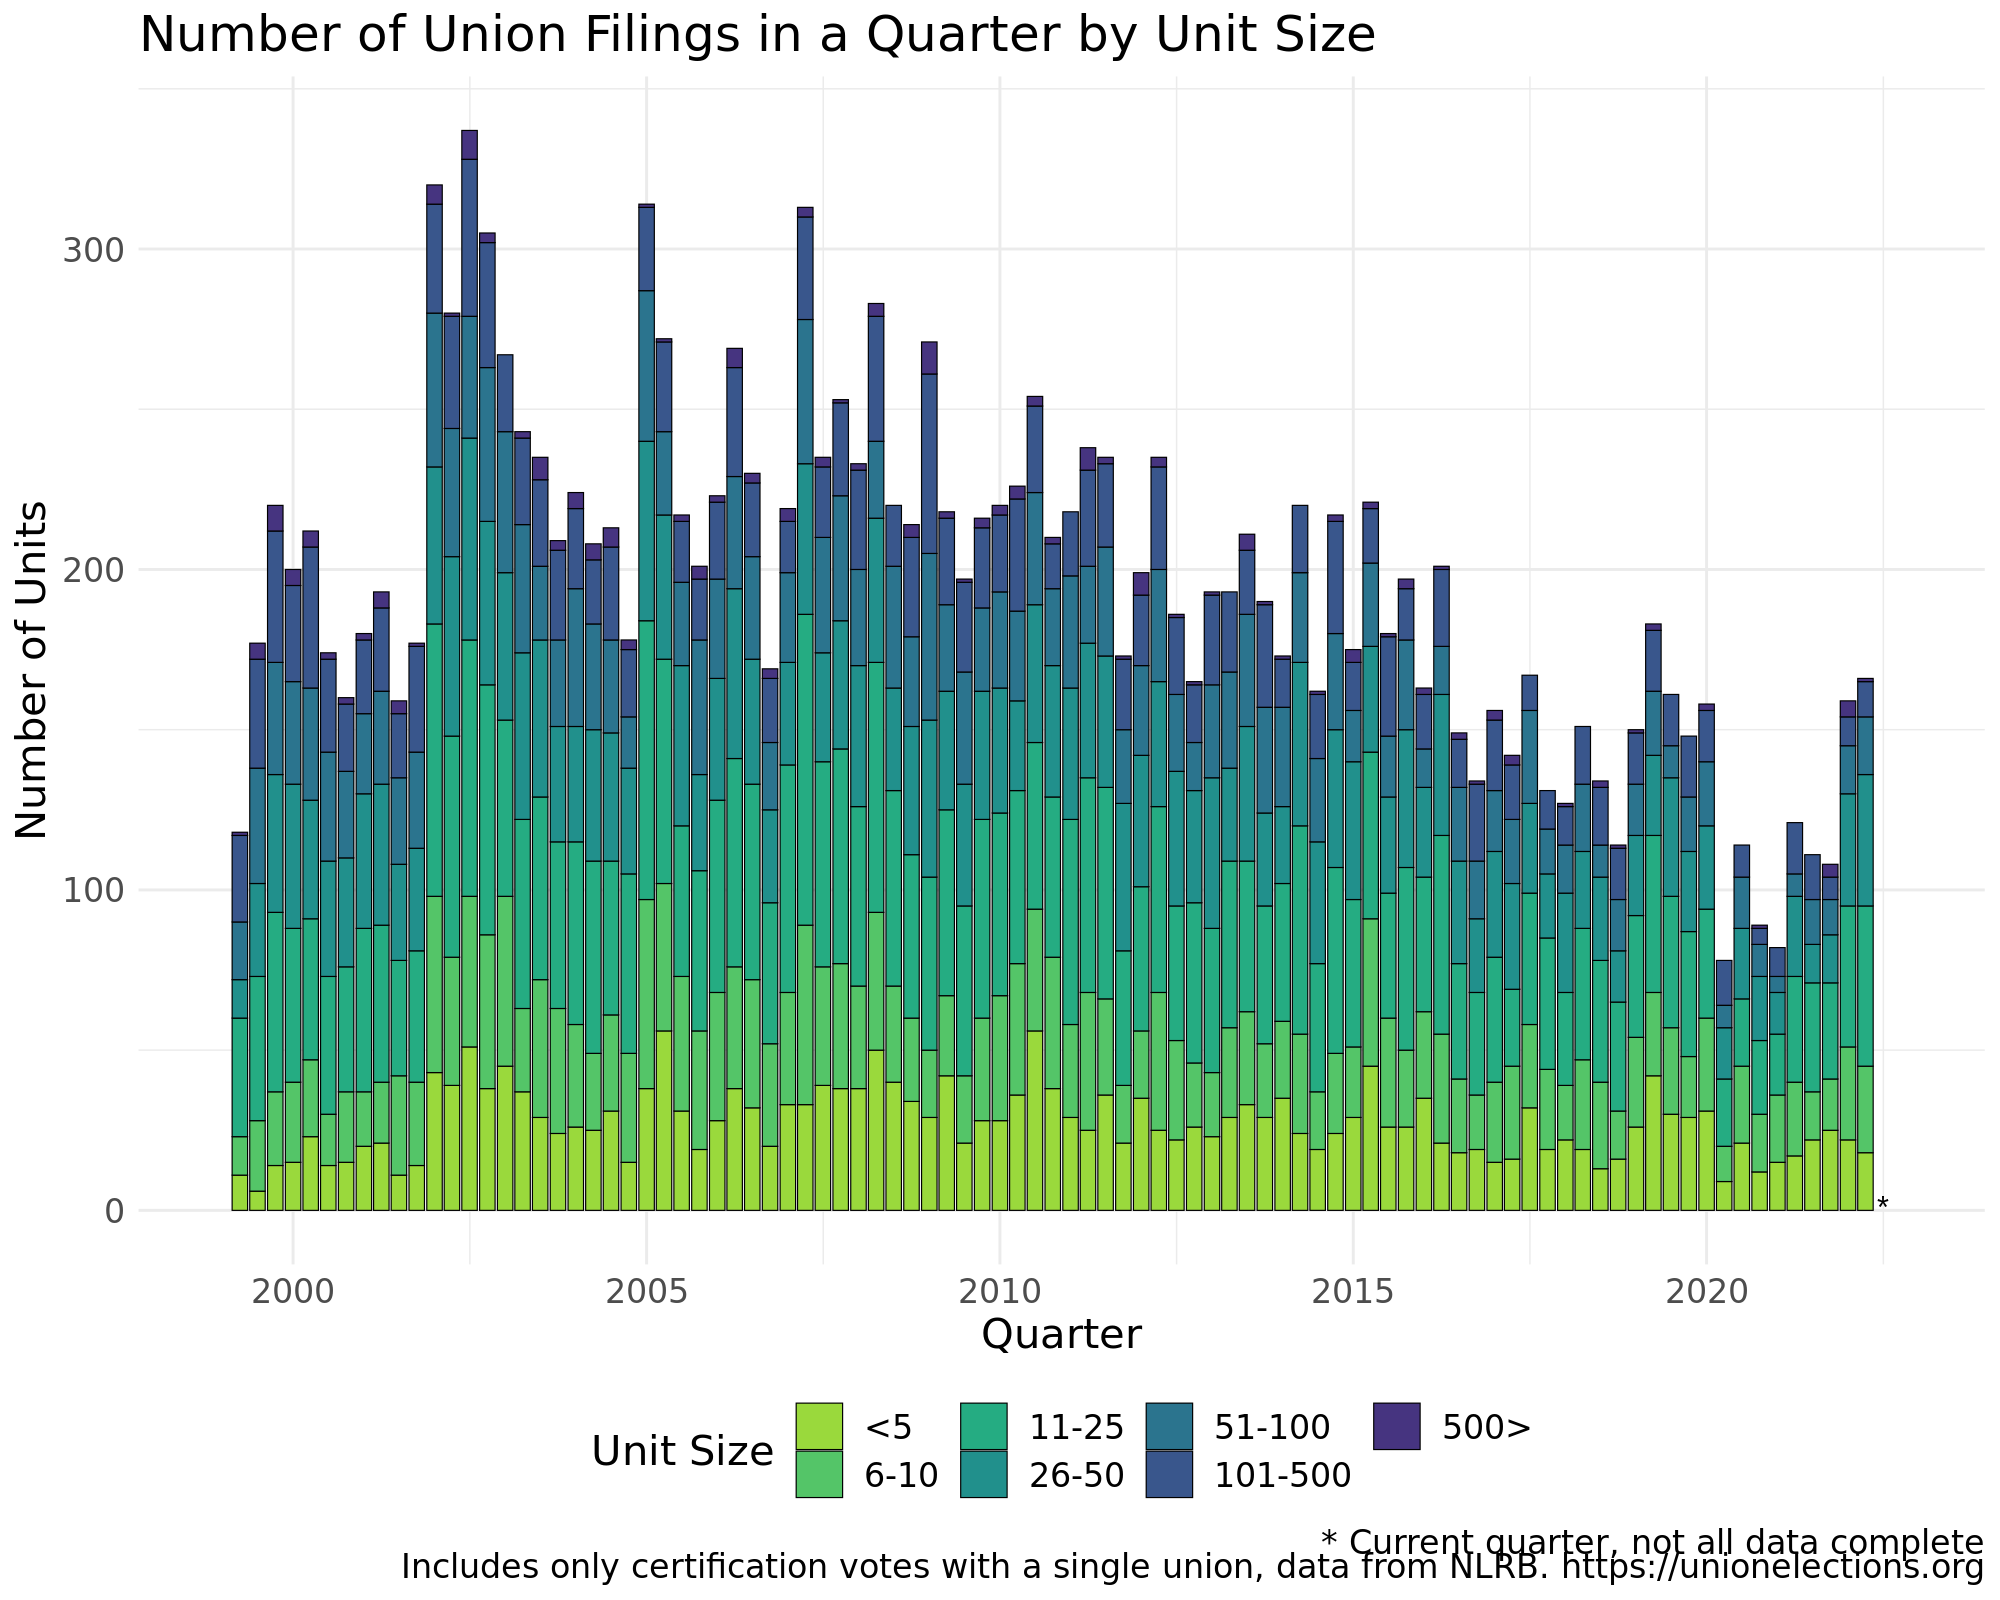 Number of Union Filings in a Quarter by Unit Size
Number of Units
300
200
100
0
*
2000 2005 2010 2015 2020
Quarter
Unit Size
<5 11-25 51-100 500>
6-10 26-50 101-500
* Current quarter, not all data complete
Includes only certification votes with a single union, data from NLRB. https://unionelections.org